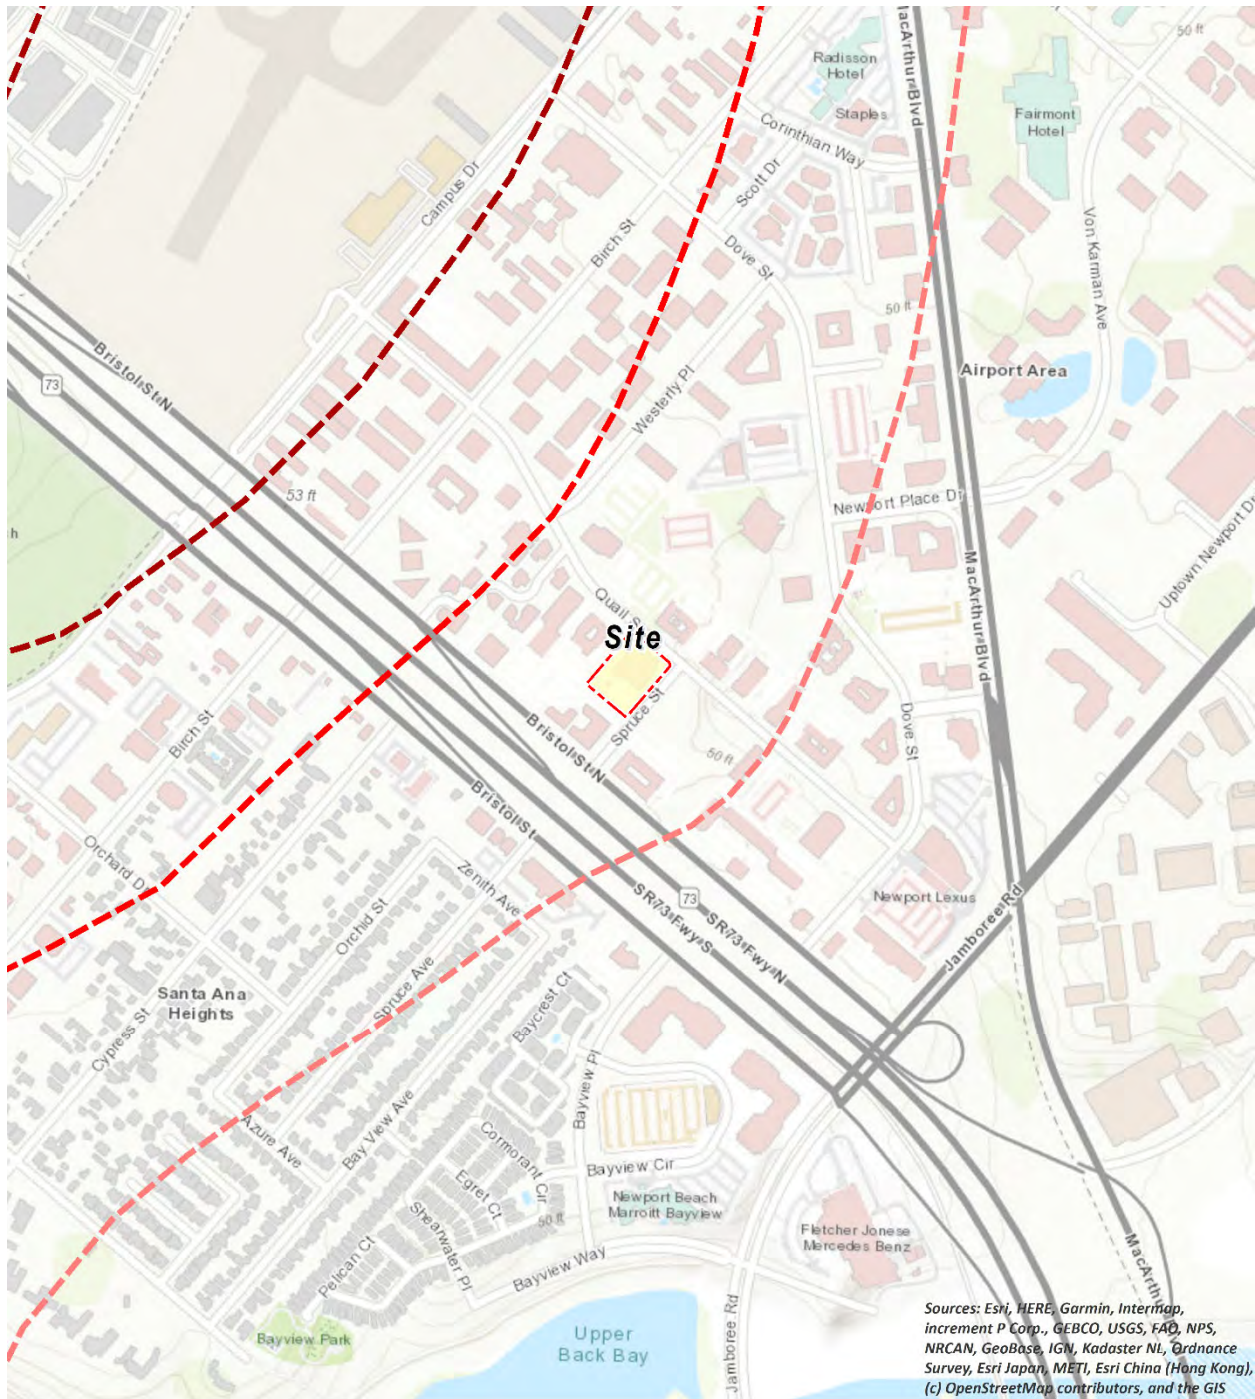 50 ft
MacArthur Blvd
Radisson
Hotel
Staples
Fairmont
Hotel
Corinthian Way
Campus Dr
Scott Dr
Birch St
Dove St
Von Karman Ave
50 ft
Bristol St N
73
Airport Area
Westerly Pl
53 ft
Newport Place Dr
Uptown Newport Dr
MacArthur Blvd
h
Quail S
Site
Spruce St
Birch St
Bristol St N
50 ft
Dove St
Bristol St
Orchard Dr
Zenith Ave
73
SR73 Fwy S
SR73 Fwy N
Newport Lexus
Jamboree Rd
Orchid St
Santa Ana
Heights
Spruce Ave
Cypress St
Baycrest Ct
Bayview Pl
Azure Ave
Bay View Ave
Cormorant Cir
Egret Ct
Bayview Cir
Newport Beach
Marroitt Bayview
50 ft
Shearwater Pl
Pelican Ct
Bayview Way
Fletcher Jonese
Mercedes Benz
MacArthur Blvd
Jamboree Rd
Bayview Park
Upper
Back Bay
Sources: Esri, HERE, Garmin, Intermap,
increment P Corp., GEBCO, USGS, FAO, NPS,
NRCAN, GeoBase, IGN, Kadaster NL, Ordnance
Survey, Esri Japan, METI, Esri China (Hong Kong),
(c) OpenStreetMap contributors, and the GIS